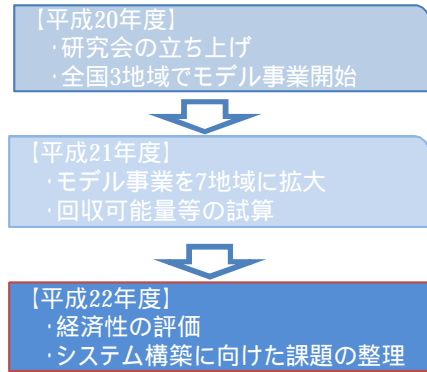 【平成20年度】
・研究会の立ち上げ
・全国3地域でモデル事業開始
【平成21年度】
・モデル事業を7地域に拡大
・回収可能量等の試算
【平成22年度】
・経済性の評価
・システム構築に向けた課題の整理